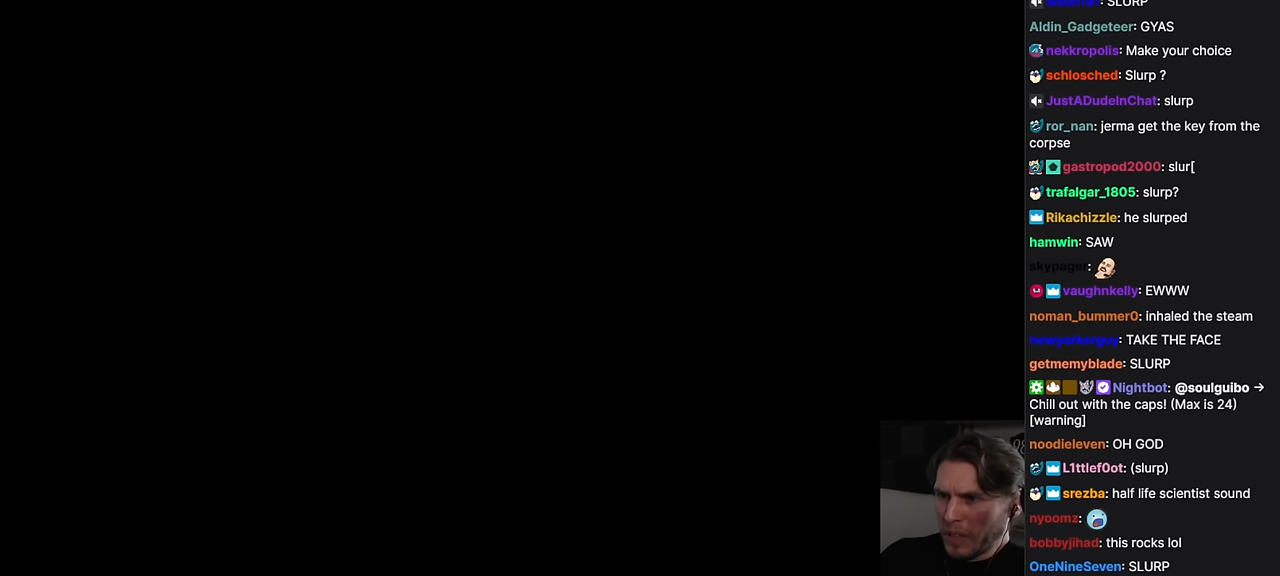 SLURP
Aldin_Gadgeteer: GYAS
nekkropolis: Make your choice
schlosched: Slurp ?
JustADudeInChat: slurp
ror_nan: jerma get the key from the
corpse
gastropod2000: slur[
trafalgar_1805: slurp?
Rikachizzle: he slurped
hamwin: SAW
skypager:
vaughnkelly: EWWW
noman_bummer0: inhaled the steam
newyorkerguy: TAKE THE FACE
getmemyblade: SLURP
Nightbot: @soulguibo →
Chill out with the caps! (Max is 24)
[warning]
noodieleven: OH GOD
L1ttlef0ot: (slurp)
srezba: half life scientist sound
nyoomz:
bobbyjihad: this rocks lol
OneNineSeven: SLURP